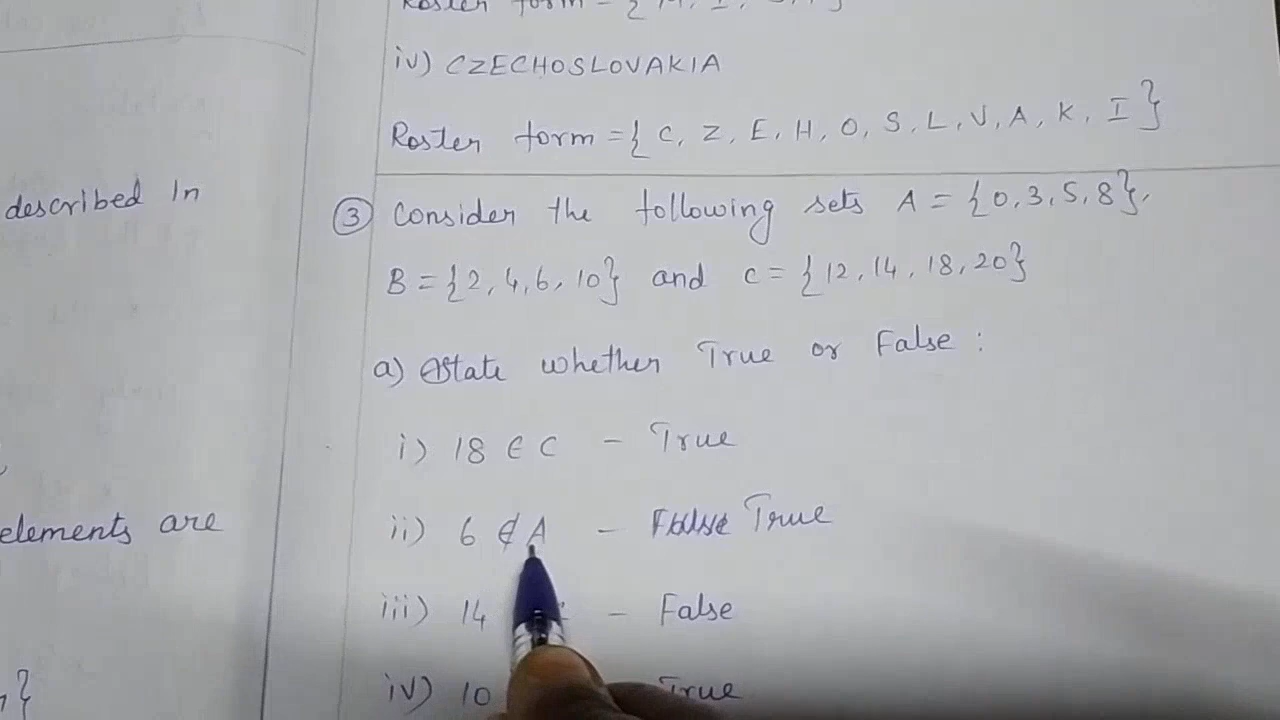 Roster form = {
iv) CZECHOSLOVAKIA
Roster form = { C, Z, E, H, O, S, L, V, A, K, I }
described in
③ Consider the following sets A = {0, 3, 5, 8},
B = {2, 4, 6, 10} and C = {12, 14, 18, 20}
a) State whether True or False :
i) 18 ∈ C - True
elements are
ii) 6 ∉ A - False True
iii) 14 - False
iv) 10 True
}